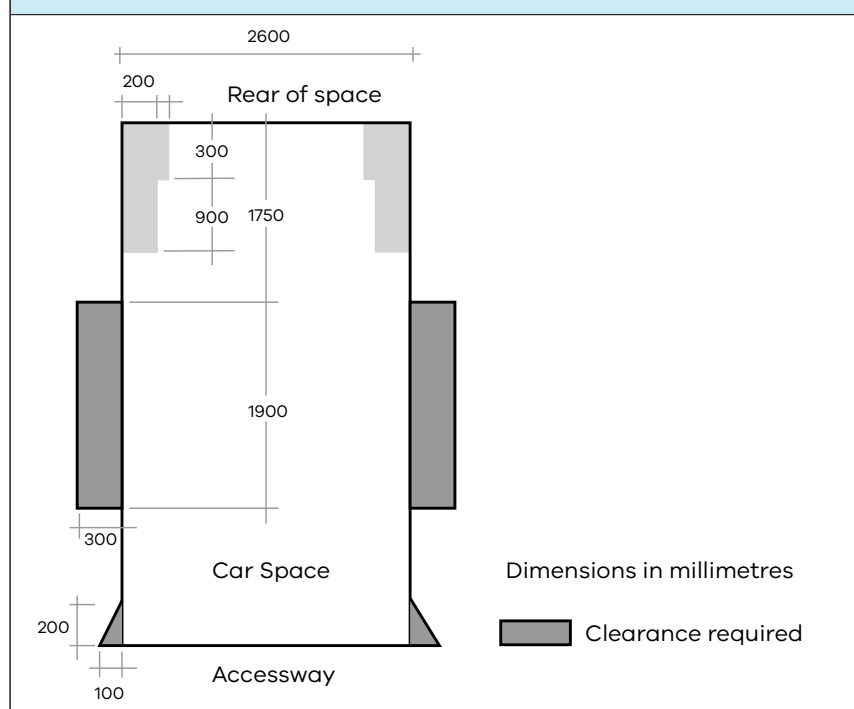 2600
200
Rear of space
300
900
1750
1900
300
Car Space
Dimensions in millimetres
200
Clearance required
Accessway
100